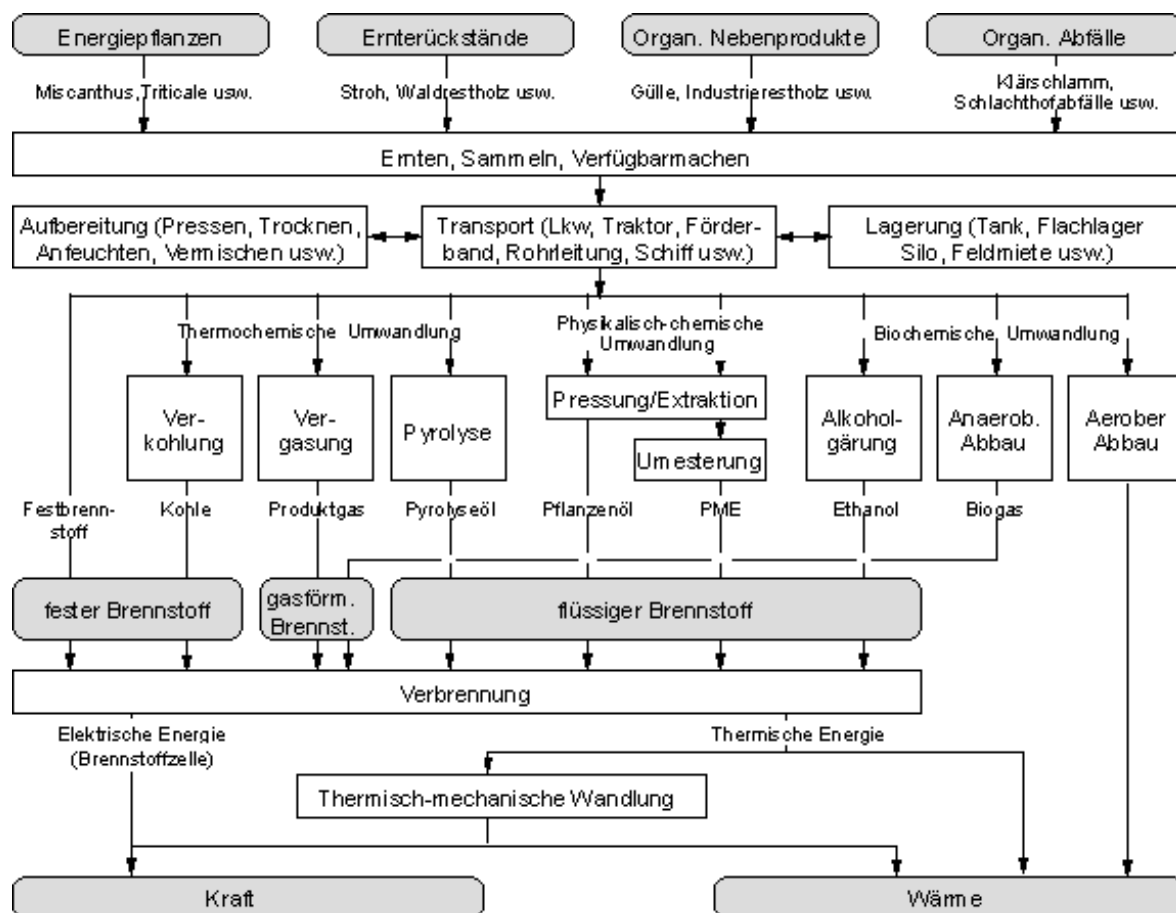 Energiepflanzen
Ernterückstände
Organ. Nebenprodukte
Organ. Abfälle
Miscanthus, Triticale usw.
Stroh, Waldrestholz usw.
Gülle, Industrierestholz usw.
Klärschlamm,
Schlachthofabfälle usw.
Ernten, Sammeln, Verfügbarmachen
Aufbereitung (Pressen, Trocknen,
Anfeuchten, Vermischen usw.)
Transport (Lkw, Traktor, Förder-
band, Rohrleitung, Schiff usw.)
Lagerung (Tank, Flachlager
Silo, Feldmiete usw.)
Thermochemische Umwandlung
Physikalisch-chemische
Umwandlung
Biochemische Umwandlung
Ver-
kohlung
Ver-
gasung
Pyrolyse
Pressung/Extraktion
Umesterung
Alkohol-
gärung
Anaerob.
Abbau
Aerober
Abbau
Festbrenn-
stoff
Kohle
Produktgas
Pyrolyseöl
Pflanzenöl
PME
Ethanol
Biogas
fester Brennstoff
gasförm.
Brennst.
flüssiger Brennstoff
Verbrennung
Elektrische Energie
(Brennstoffzelle)
Thermische Energie
Thermisch-mechanische Wandlung
Kraft
Wärme